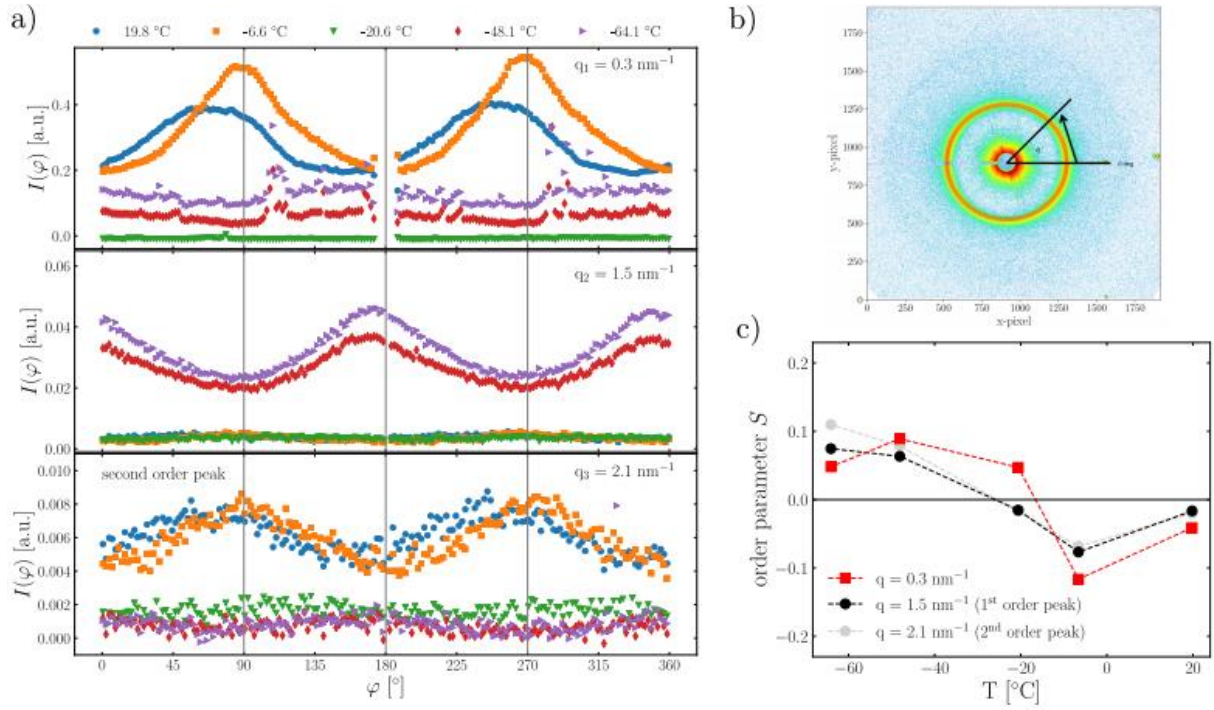 a)
19.8 °C -6.6 °C -20.6 °C -48.1 °C -64.1 °C
q₁ = 0.3 nm⁻¹
0.4
0.2
0.0
I(φ) [a.u.]
q₂ = 1.5 nm⁻¹
0.06
0.04
0.02
0.00
I(φ) [a.u.]
second order peak
q₃ = 2.1 nm⁻¹
0.010
0.008
0.006
0.004
0.002
0.000
I(φ) [a.u.]
0 45 90 135 180 225 270 315 360
φ [°]
b)
1750
1500
1250
1000
750
500
250
0
y-pixel
0 250 500 750 1000 1250 1500 1750
x-pixel
c)
0.2
0.1
0.0
−0.1
−0.2
order parameter S
q = 0.3 nm⁻¹
q = 1.5 nm⁻¹ (1ˢᵗ order peak)
q = 2.1 nm⁻¹ (2ⁿᵈ order peak)
−60 −40 −20 0 20
T [°C]